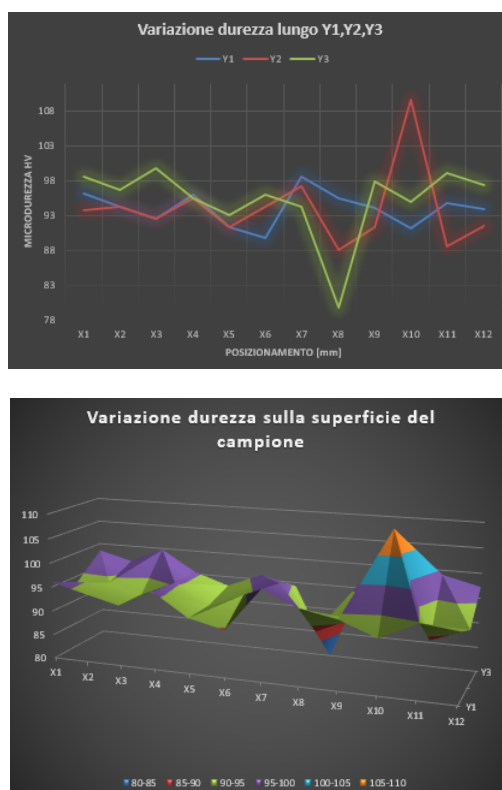 Variazione durezza lungo Y1,Y2,Y3
Y1 Y2 Y3
108
103
98
93
88
83
78
MICRODUREZZA HV
X1 X2 X3 X4 X5 X6 X7 X8 X9 X10 X11 X12
POSIZIONAMENTO [mm]
Variazione durezza sulla superficie del
campione
110
105
100
95
90
85
80
X1 X2 X3 X4 X5 X6 X7 X8 X9 X10 X11 X12
Y3
Y1
80-85 85-90 90-95 95-100 100-105 105-110